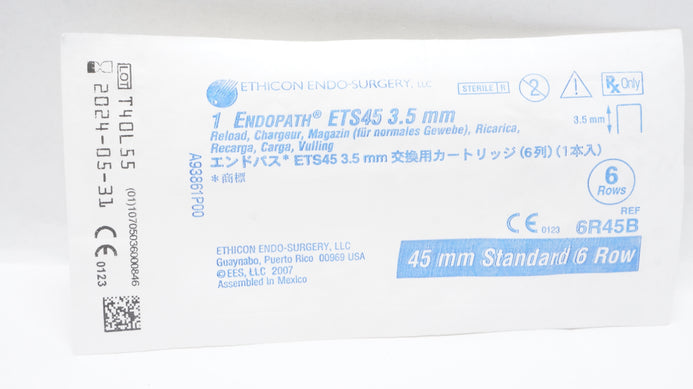 ETHICON ENDO-SURGERY, LLC
STERILE R
2
Rx Only
1 ENDOPATH® ETS45 3.5 mm
Reload, Chargeur, Magazin (für normales Gewebe), Ricarica,
Recarga, Carga, Vulling
エンドパス* ETS45 3.5 mm 交換用カートリッジ (6列) (1本入)
*商標
3.5 mm
6
Rows
REF
6R45B
CE 0123
45 mm Standard 6 Row
ETHICON ENDO-SURGERY, LLC
Guaynabo, Puerto Rico 00969 USA
©EES, LLC 2007
Assembled in Mexico
A93861P00
LOT T40L55
2024-05-31
(01)10705036000846
CE 0123